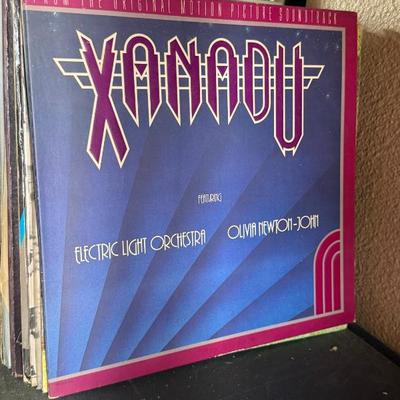 FROM THE ORIGINAL MOTION PICTURE SOUNDTRACK
XANADU
FEATURING
ELECTRIC LIGHT ORCHESTRA OLIVIA NEWTON-JOHN